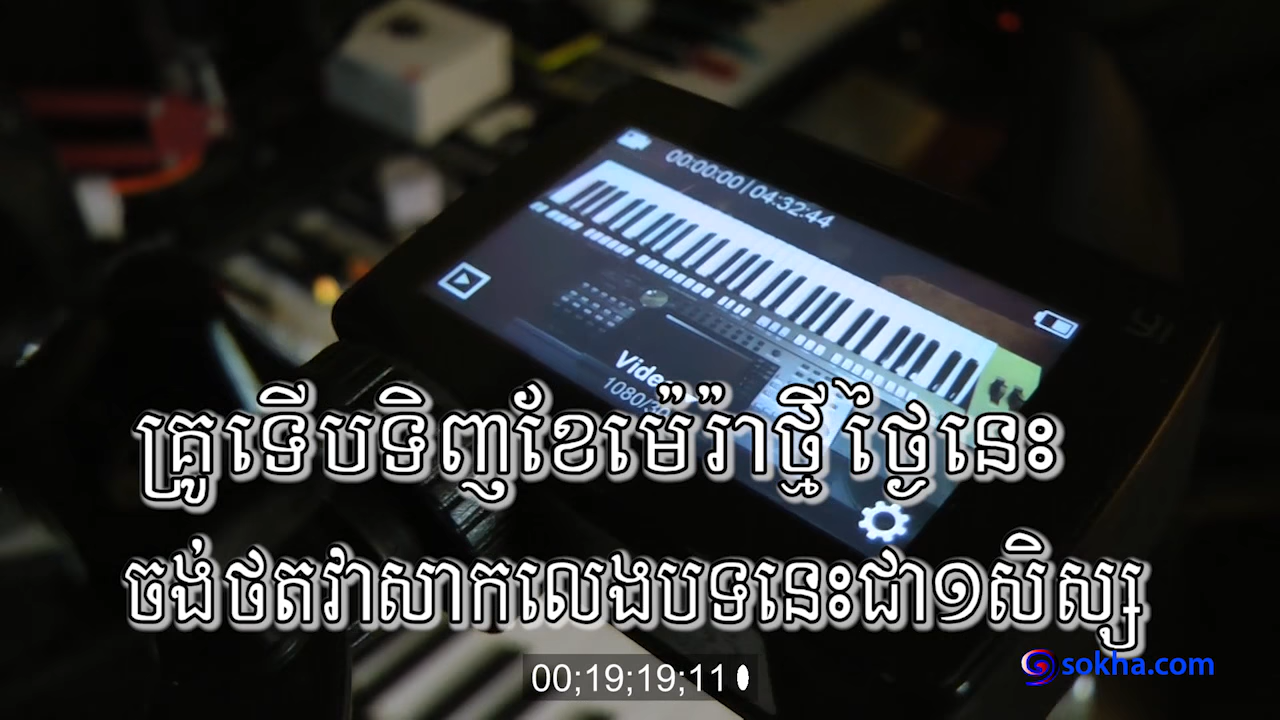 00:00:00|04:32:44
Video
1080/30
គ្រូទើបទិញខែម៉េរ៉ាថ្មី ថ្ងៃនេះ
ចង់ថតវាសាកលេងបទនេះជា១សិស្ស
00;19;19;11
sokha.com